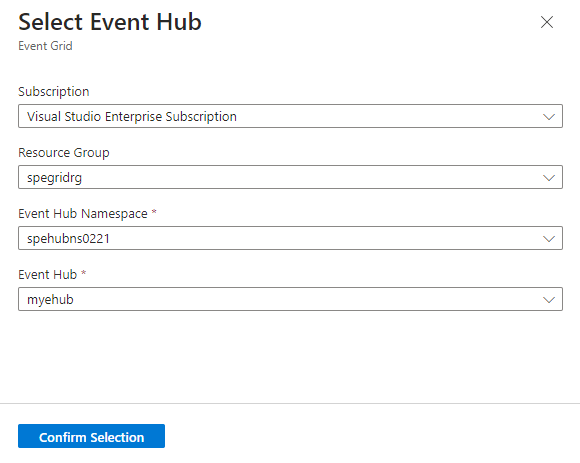 Select Event Hub
Event Grid
Subscription
Visual Studio Enterprise Subscription
Resource Group
spegridrg
Event Hub Namespace *
spehubns0221
Event Hub *
myehub
Confirm Selection